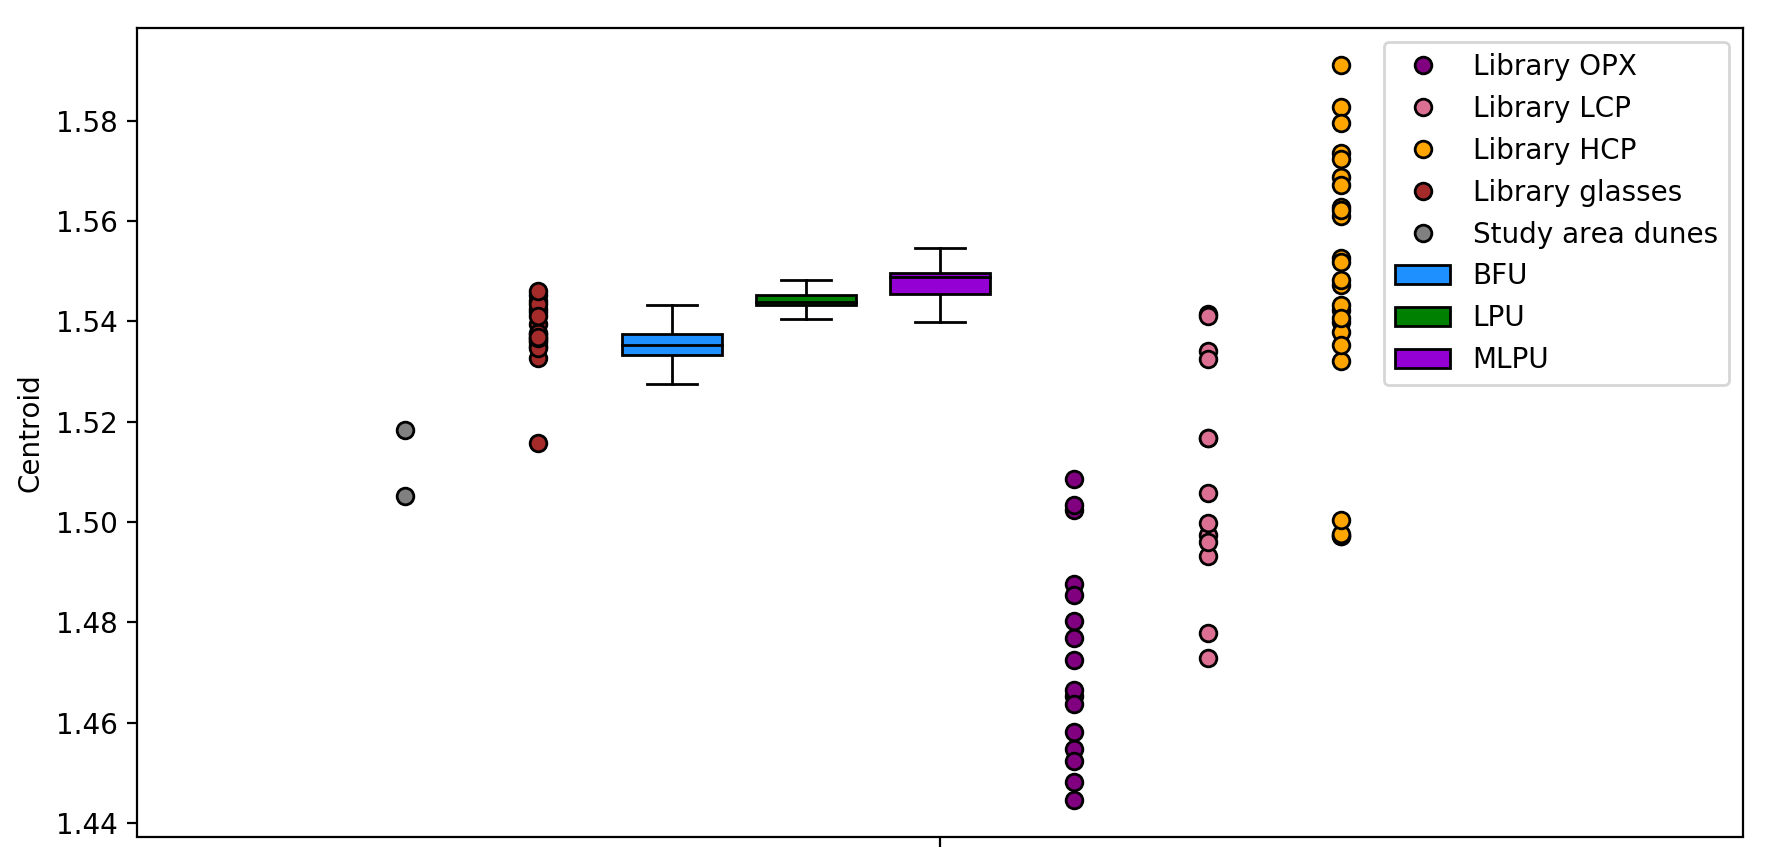 1.58
1.56
1.54
1.52
1.50
1.48
1.46
1.44
Centroid
Library OPX
Library LCP
Library HCP
Library glasses
Study area dunes
BFU
LPU
MLPU